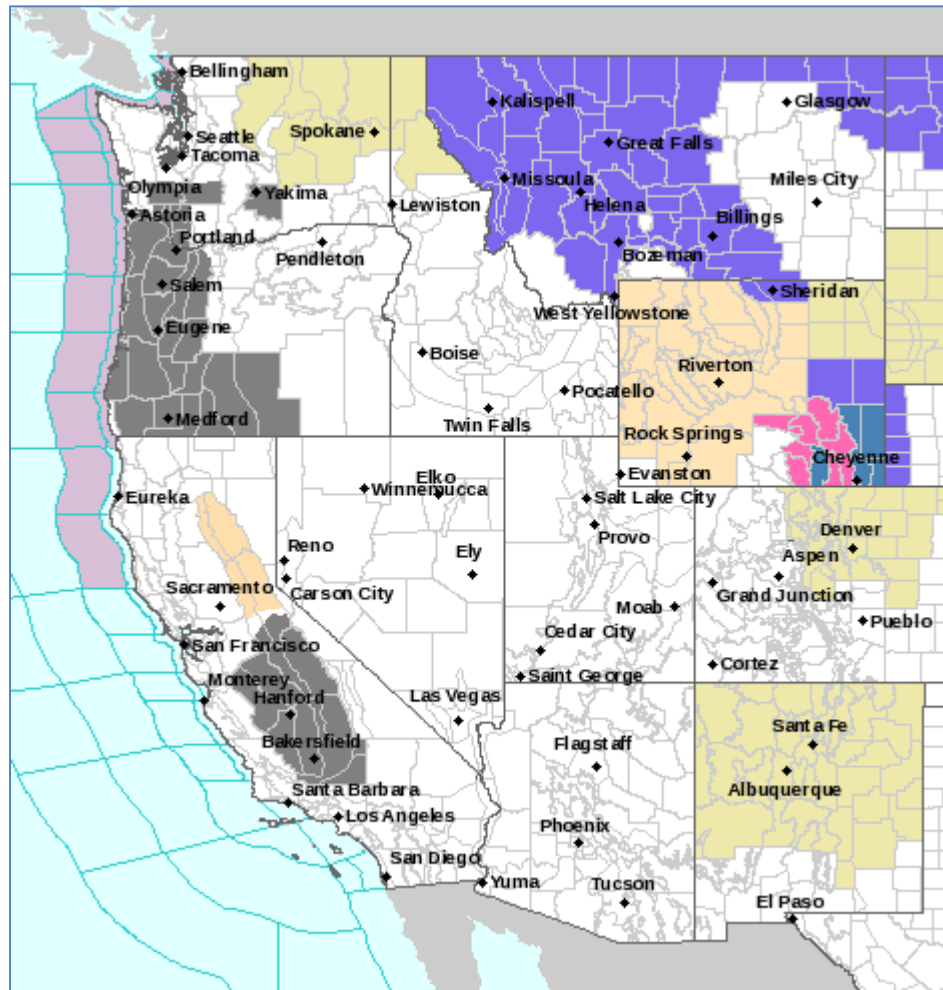 Bellingham
Kalispell
Glasgow
Seattle
Spokane
Great Falls
Tacoma
Olympia
Missoula
Yakima
Helena
Miles City
Lewiston
Astoria
Billings
Portland
Pendleton
Bozeman
Salem
Sheridan
West Yellowstone
Eugene
Boise
Riverton
Pocatello
Medford
Twin Falls
Rock Springs
Cheyenne
Evanston
Elko
Eureka
Winnemucca
Salt Lake City
Provo
Denver
Reno
Ely
Aspen
Sacramento
Carson City
Grand Junction
Moab
Pueblo
Cedar City
San Francisco
Cortez
Saint George
Monterey
Hanford
Las Vegas
Bakersfield
Flagstaff
Santa Fe
Albuquerque
Santa Barbara
Los Angeles
Phoenix
San Diego
Yuma
Tucson
El Paso